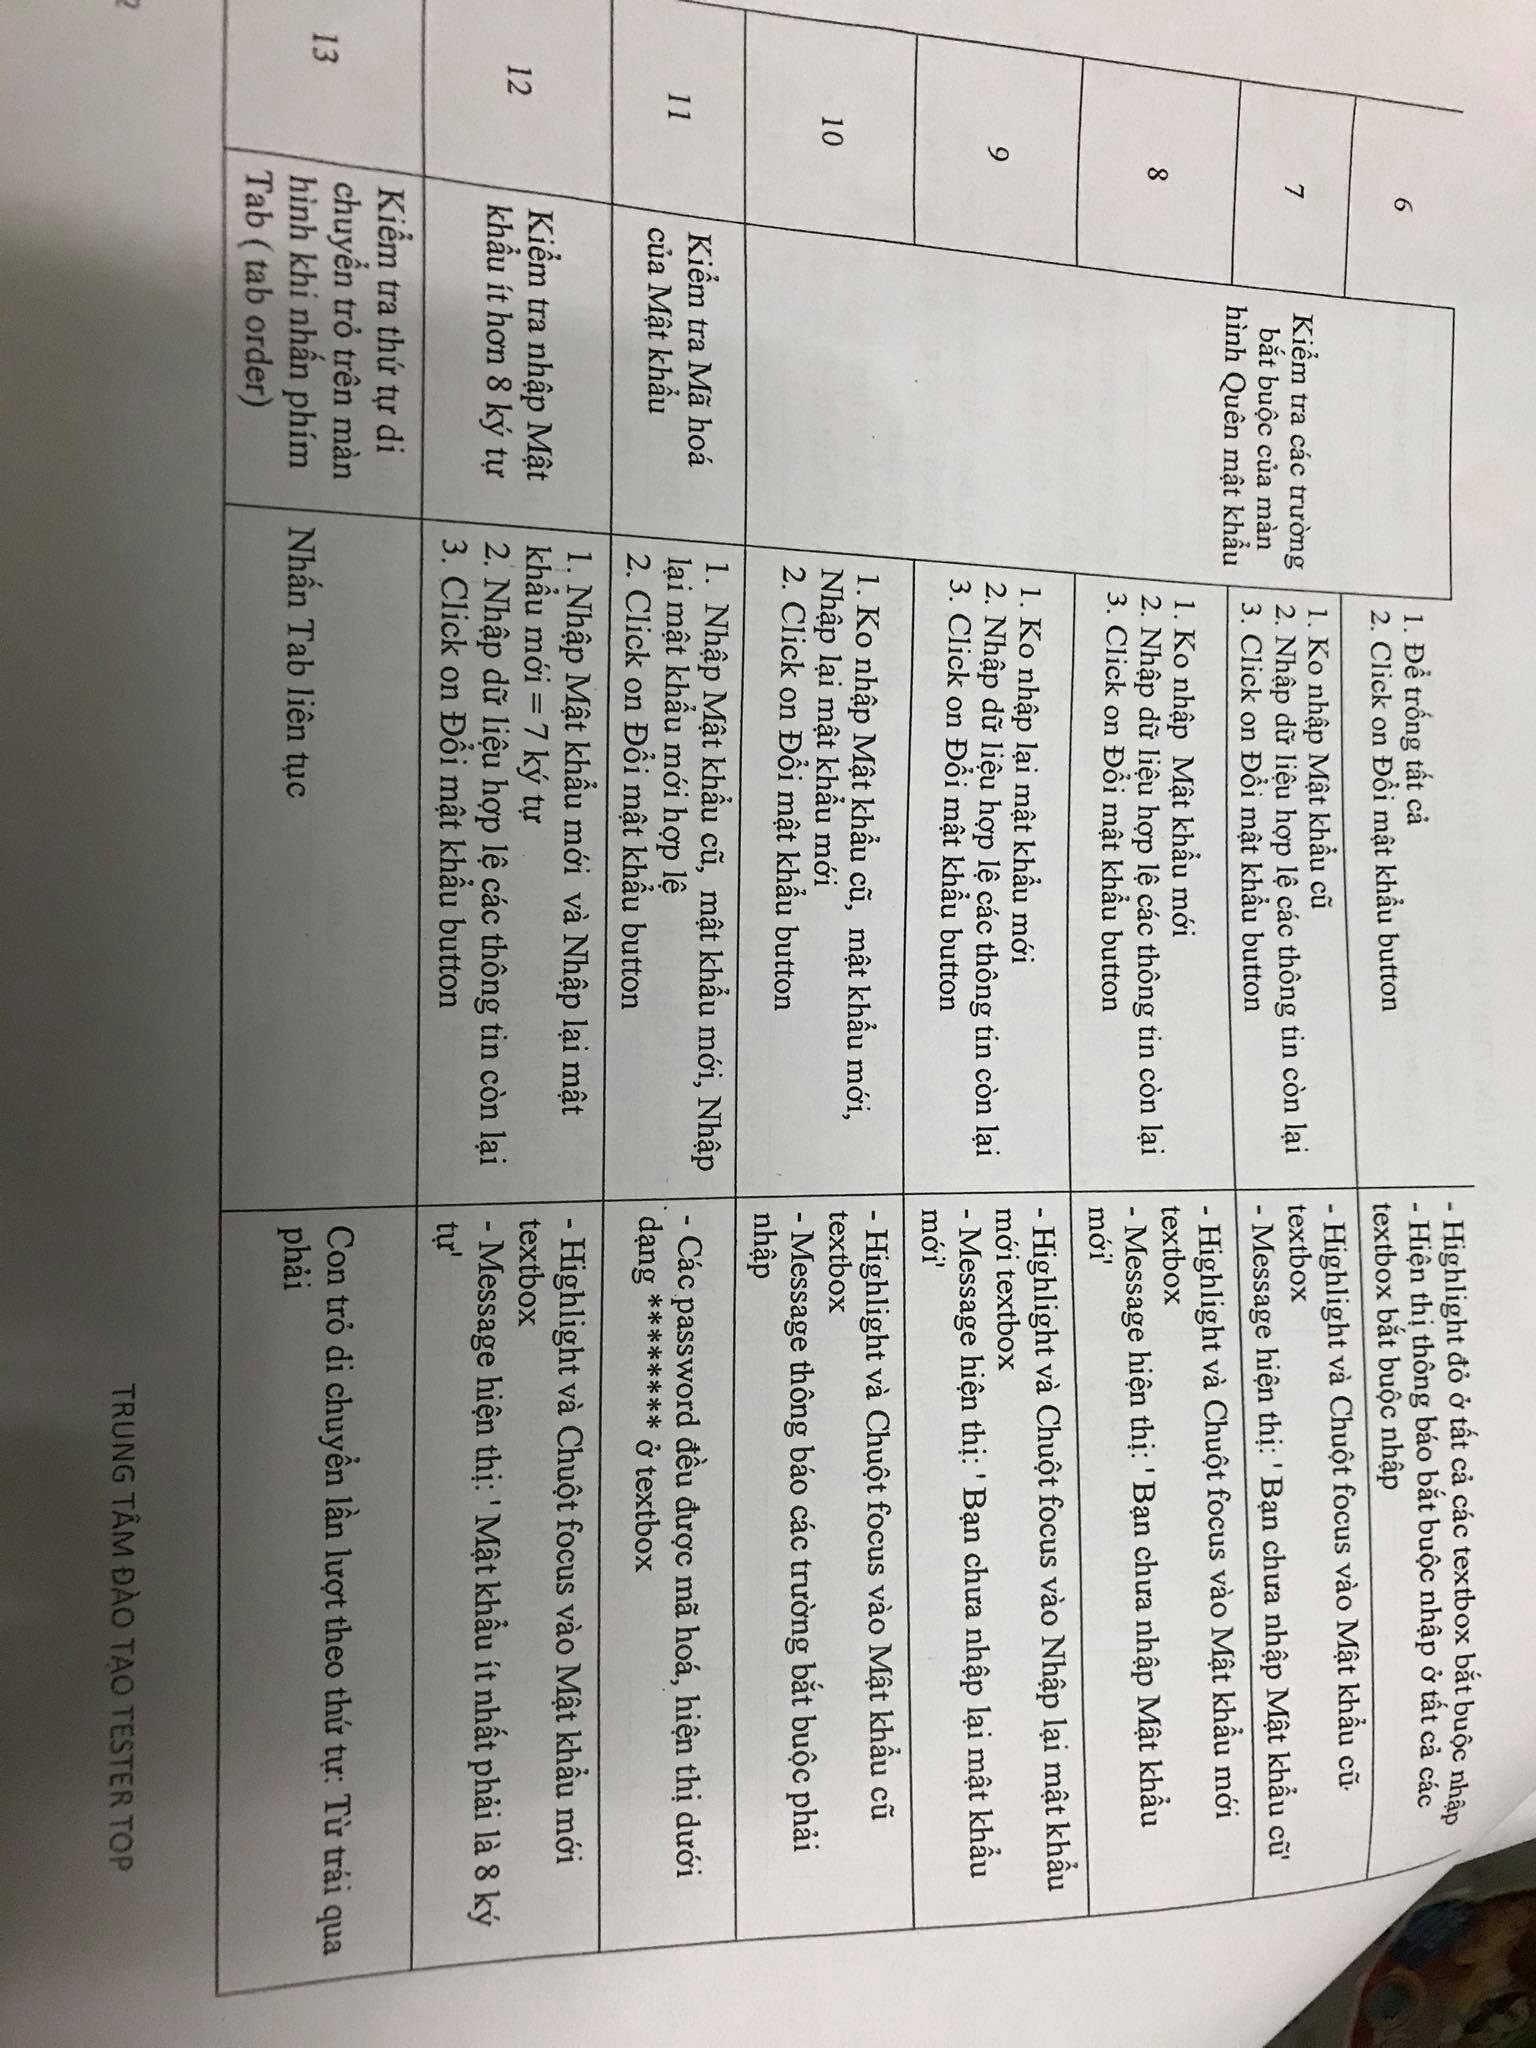 6
1. Để trống tất cả
2. Click on Đổi mật khẩu button
- Highlight đỏ ở tất cả các textbox bắt buộc nhập
- Hiện thị thông báo bắt buộc nhập ở tất cả các
textbox bắt buộc nhập
Kiểm tra các trường
bắt buộc của màn
hình Quên mật khẩu
7
1. Ko nhập Mật khẩu cũ
2. Nhập dữ liệu hợp lệ các thông tin còn lại
3. Click on Đổi mật khẩu button
- Highlight và Chuột focus vào Mật khẩu cũ
textbox
- Message hiện thị: ' Bạn chưa nhập Mật khẩu cũ'
8
1. Ko nhập  Mật khẩu mới
2. Nhập dữ liệu hợp lệ các thông tin còn lại
3. Click on Đổi mật khẩu button
- Highlight và Chuột focus vào Mật khẩu mới
textbox
- Message hiện thị: ' Bạn chưa nhập Mật khẩu
mới'
9
1. Ko nhập lại mật khẩu mới
2. Nhập dữ liệu hợp lệ các thông tin còn lại
3. Click on Đổi mật khẩu button
- Highlight và Chuột focus vào Nhập lại mật khẩu
mới textbox
- Message hiện thị: ' Bạn chưa nhập lại mật khẩu
mới'
10
1. Ko nhập Mật khẩu cũ,  mật khẩu mới,
Nhập lại mật khẩu mới
2. Click on Đổi mật khẩu button
- Highlight và Chuột focus vào Mật khẩu cũ
textbox
- Message thông báo các trường bắt buộc phải
nhập
11
Kiểm tra Mã hoá
của Mật khẩu
1.  Nhập Mật khẩu cũ,  mật khẩu mới, Nhập
lại mật khẩu mới hợp lệ
2. Click on Đổi mật khẩu button
- Các password đều được mã hoá, hiện thị dưới
dạng ******** ở textbox
12
Kiểm tra nhập Mật
khẩu ít hơn 8 ký tự
1. Nhập Mật khẩu mới  và Nhập lại mật
khẩu mới = 7 ký tự
2. Nhập dữ liệu hợp lệ các thông tin còn lại
3. Click on Đổi mật khẩu button
- Highlight và Chuột focus vào Mật khẩu mới
textbox
- Message hiện thị: ' Mật khẩu ít nhất phải là 8 ký
tự'
13
Kiểm tra thứ tự di
chuyển trỏ trên màn
hình khi nhấn phím
Tab ( tab order)
Nhấn Tab liên tục
Con trỏ di chuyển lần lượt theo thứ tự: Từ trái qua
phải
TRUNG TÂM ĐÀO TẠO TESTER TOP